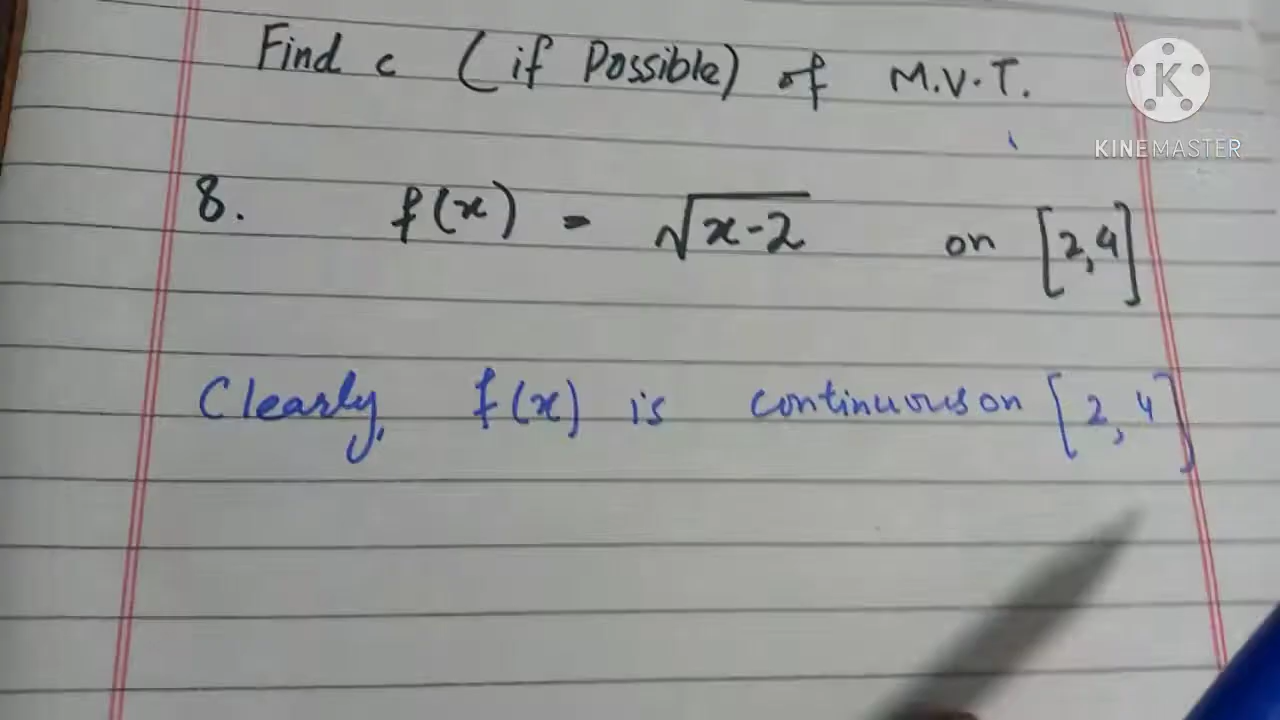 Find c (if Possible) of M.V.T.
K
KINEMASTER
8. f(x) = √x-2 on [2,4]
Clearly, f(x) is continuous on [2, 4]